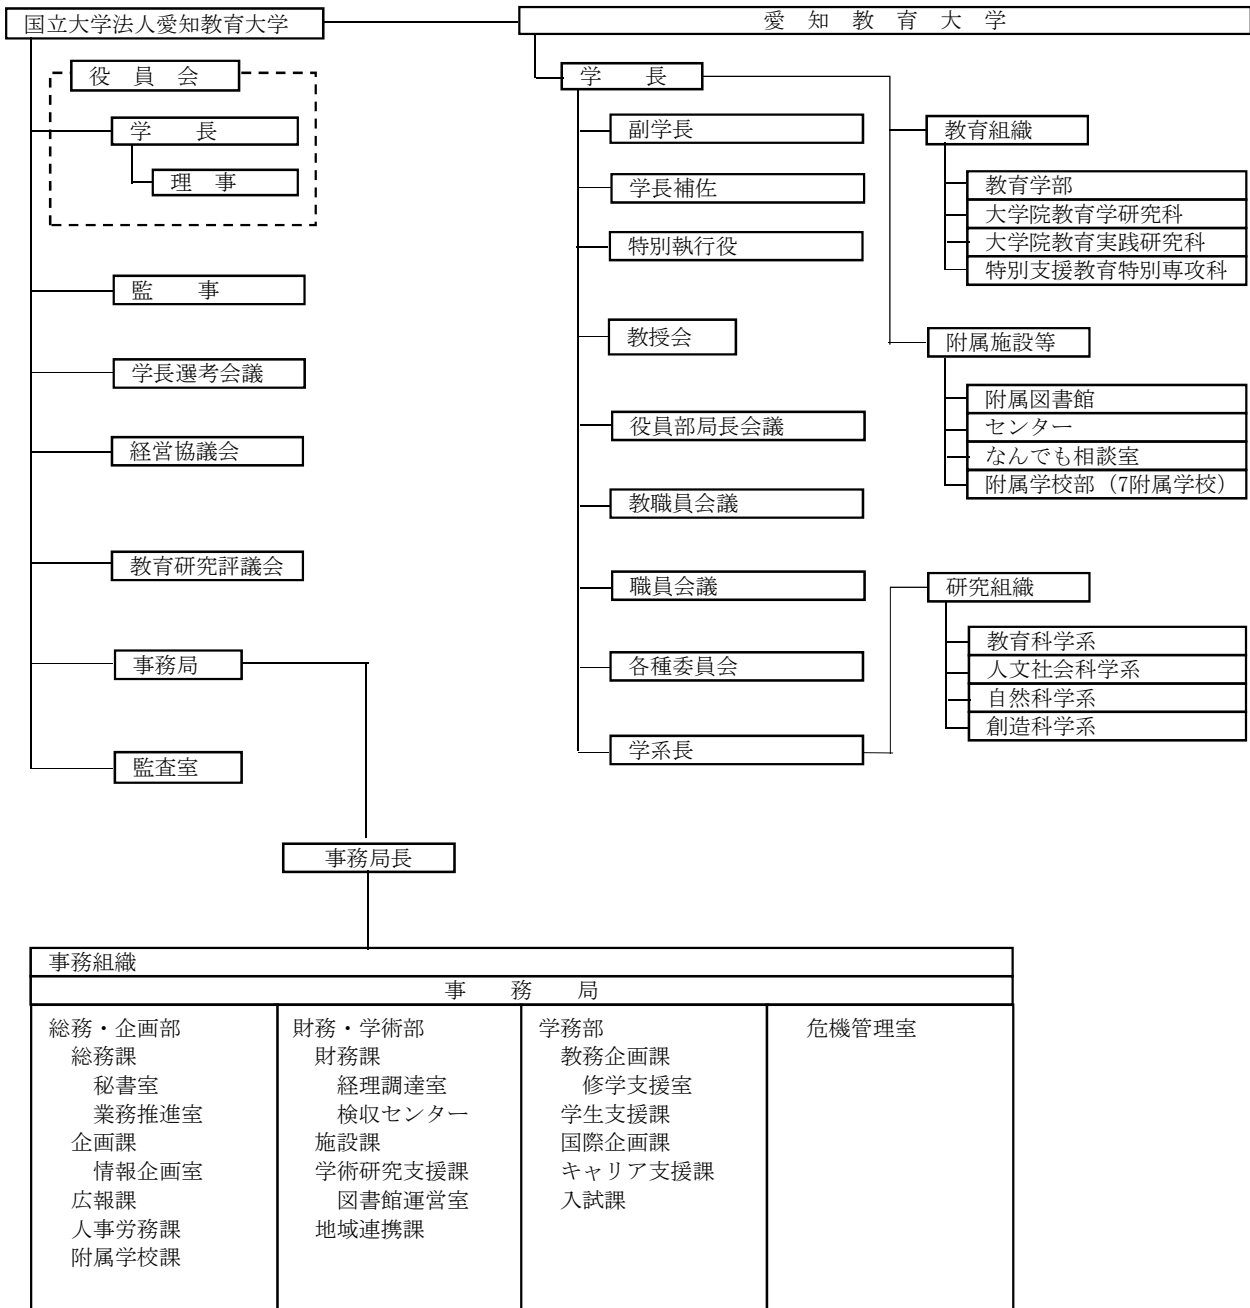 国立大学法人愛知教育大学
愛 知 教 育 大 学
役 員 会
学 長
理 事
監 事
学長選考会議
経営協議会
教育研究評議会
事務局
監査室
学 長
副学長
学長補佐
特別執行役
教授会
役員部局長会議
教職員会議
職員会議
各種委員会
学系長
教育組織
教育学部
大学院教育学研究科
大学院教育実践研究科
特別支援教育特別専攻科
附属施設等
附属図書館
センター
なんでも相談室
附属学校部（7附属学校）
研究組織
教育科学系
人文社会科学系
自然科学系
創造科学系
事務局長
事務組織
事 務 局
総務・企画部
総務課
秘書室
業務推進室
企画課
情報企画室
広報課
人事労務課
附属学校課
財務・学術部
財務課
経理調達室
検収センター
施設課
学術研究支援課
図書館運営室
地域連携課
学務部
教務企画課
修学支援室
学生支援課
国際企画課
キャリア支援課
入試課
危機管理室